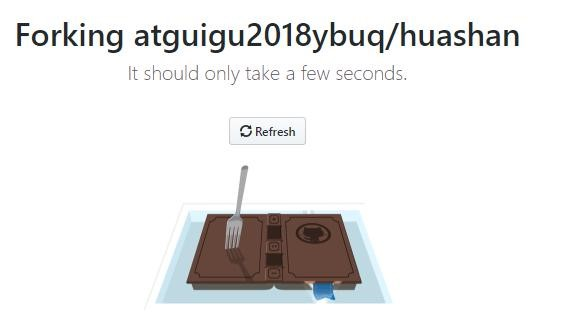 Forking atguigu2018ybuq/huashan
It should only take a few seconds.
Refresh